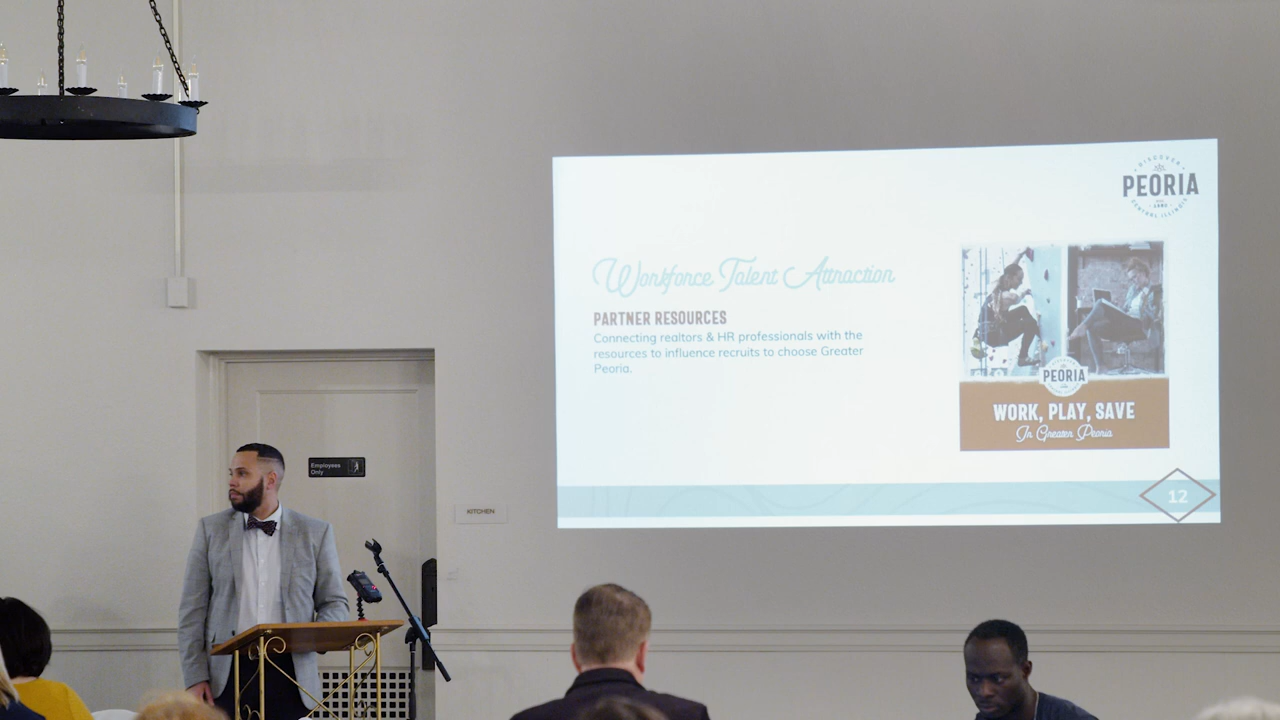 DISCOVER
PEORIA
CENTRAL ILLINOIS
Workforce Talent Attraction
PARTNER RESOURCES
Connecting realtors & HR professionals with the
resources to influence recruits to choose Greater
Peoria.
PEORIA
WORK, PLAY, SAVE
In Greater Peoria
12
Employees
Only
KITCHEN